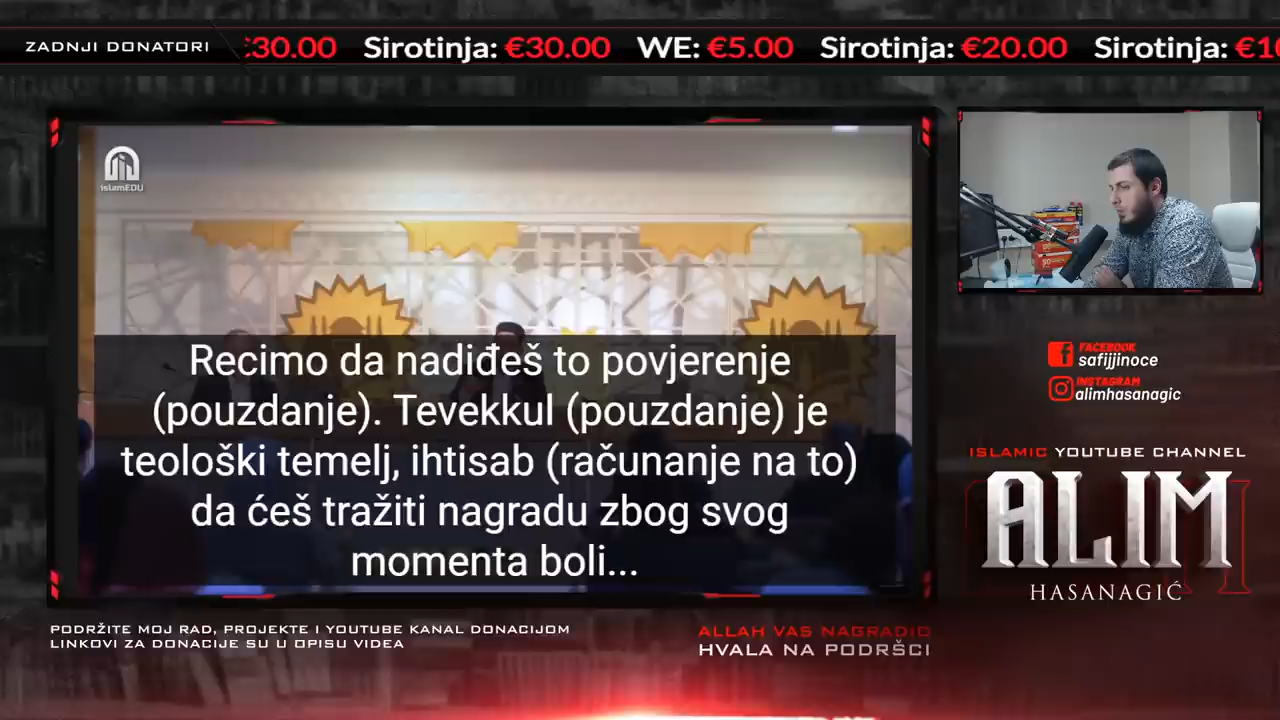 ZADNJI DONATORI
€30.00 Sirotinja: €30.00 WE: €5.00 Sirotinja: €20.00 Sirotinja:
islamEDU
Recimo da nadiđeš to povjerenje
(pouzdanje). Tevekkul (pouzdanje) je
teološki temelj, ihtisab (računanje na to)
da ćeš tražiti nagradu zbog svog
momenta boli...
FACEBOOK
safijjinoce
INSTAGRAM
alimhasanagic
ISLAMIC YOUTUBE CHANNEL
ALIM
HASANAGIĆ
PODRŽITE MOJ RAD, PROJEKTE I YOUTUBE KANAL DONACIJOM
LINKOVI ZA DONACIJE SU U OPISU VIDEA
ALLAH VAS NAGRADIO
HVALA NA PODRŠCI